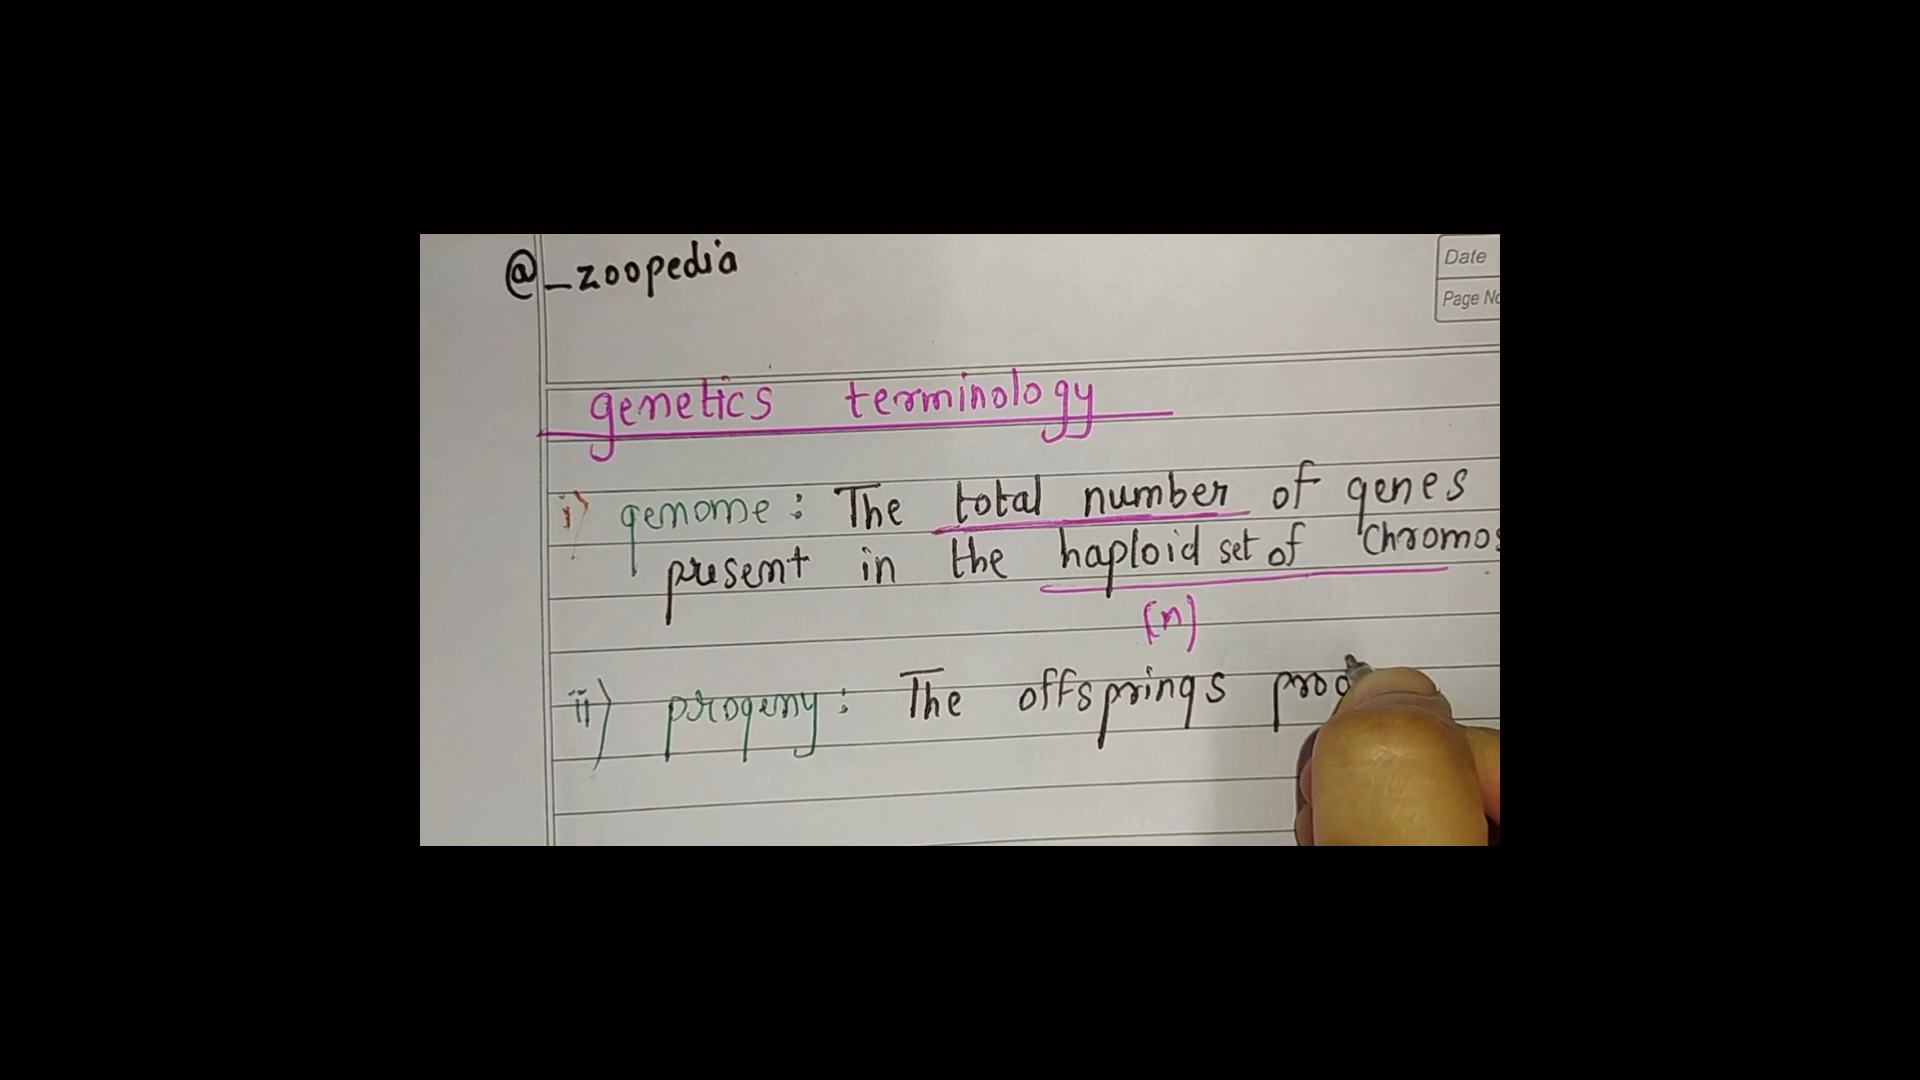 @_zoopedia
Date
Page No
genetics terminology
i) genome: The total number of genes
present in the haploid set of chromos
(n)
ii) progeny: The offsprings prod